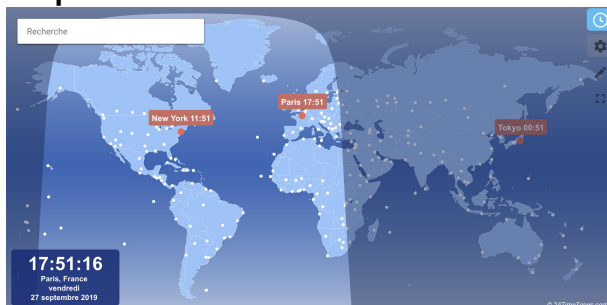 Recherche
Paris 17:51
New York 11:51
Tokyo 00:51
17:51:16
Paris, France
vendredi
27 septembre 2019
© 24TimeZones.com